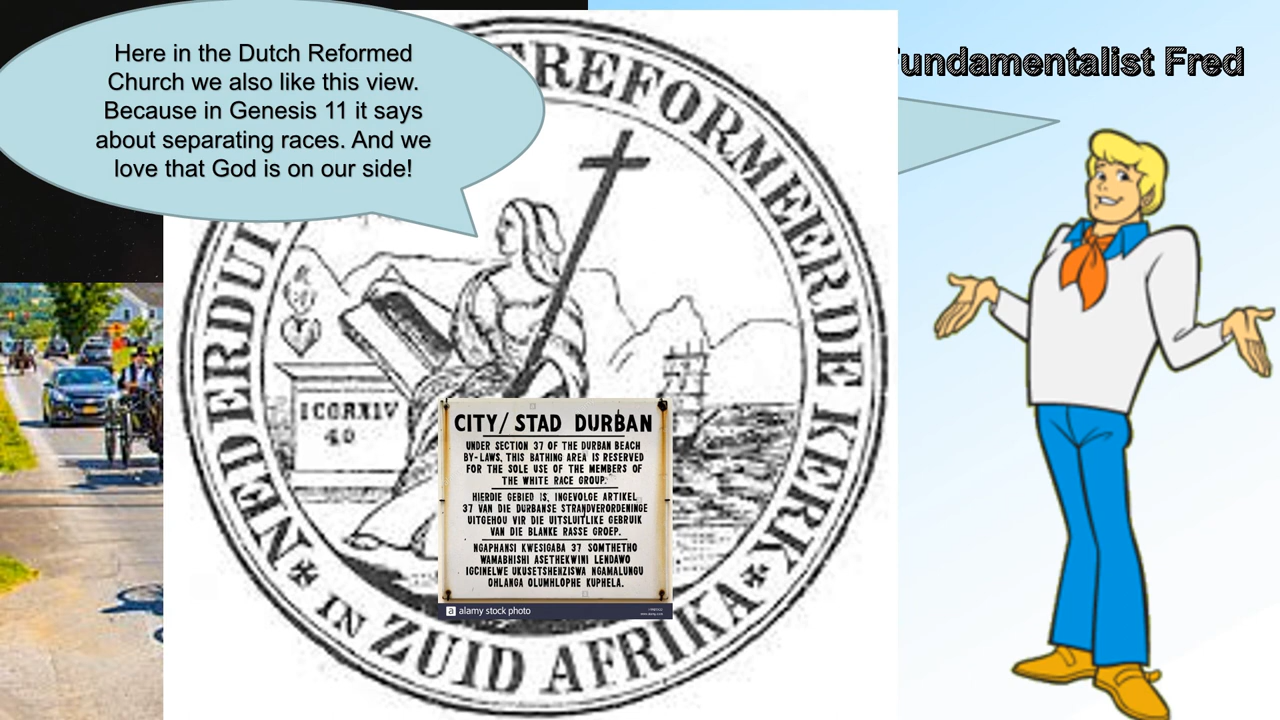 Here in the Dutch Reformed
Church we also like this view.
Because in Genesis 11 it says
about separating races. And we
love that God is on our side!
Fundamentalist Fred
REFORMEERDE KERK
IN ZUID AFRIKA
NEDERDUI
ICORXIV
40
CITY/STAD DURBAN
UNDER SECTION 37 OF THE DURBAN BEACH
BY-LAWS, THIS BATHING AREA IS RESERVED
FOR THE SOLE USE OF THE MEMBERS OF
THE WHITE RACE GROUP.
HIERDIE GEBIED IS, INGEVOLGE ARTIKEL
37 VAN DIE DURBANSE STRANDVERORDENINGE
UITGEHOU VIR DIE UITSLUITLIKE GEBRUIK
VAN DIE BLANKE RASSE GROEP.
NGAPHANSI KWESIGABA 37 SOMTHETHO
WAMABHISHI ASETHEKWINI LENDAWO
IGCINELWE UKUSETSHENZISWA NGAMALUNGU
OHLANGA OLUMHLOPHE KUPHELA.
a alamy stock photo